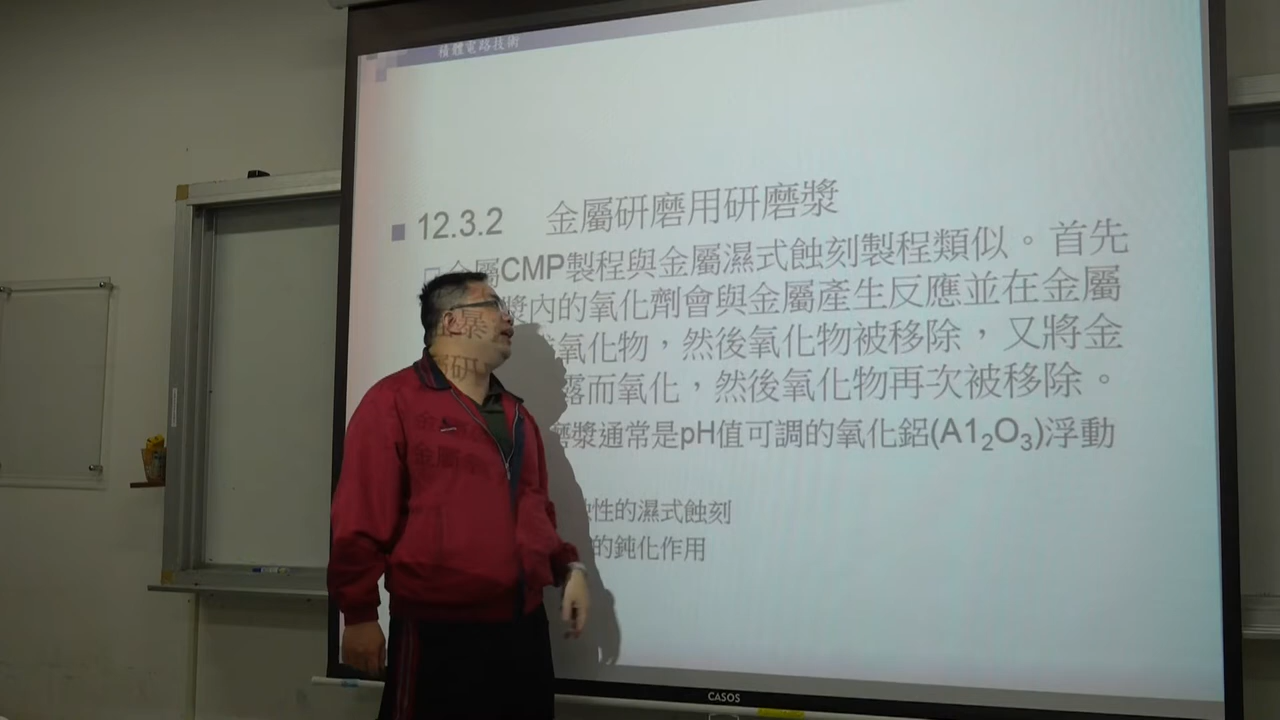 積體電路技術
12.3.2 金屬研磨用研磨漿
金屬CMP製程與金屬濕式蝕刻製程類似。首先
漿內的氧化劑會與金屬產生反應並在金屬
氧化物，然後氧化物被移除，又將金
暴露而氧化，然後氧化物再次被移除。
金屬研磨漿通常是pH值可調的氧化鋁(A1₂O₃)浮動
性的濕式蝕刻
的鈍化作用
CASOS